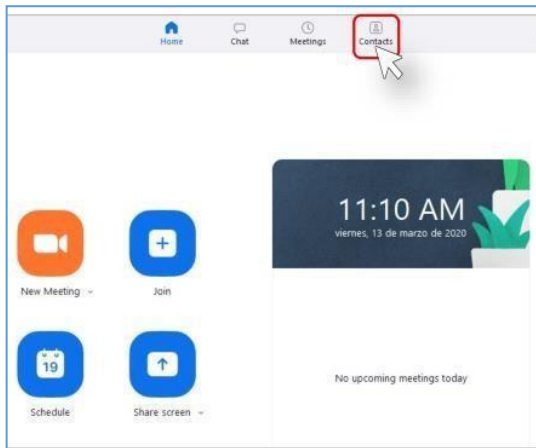 Home Chat Meetings Contacts
11:10 AM
viernes, 13 de marzo de 2020
New Meeting Join
19
Schedule Share screen
No upcoming meetings today